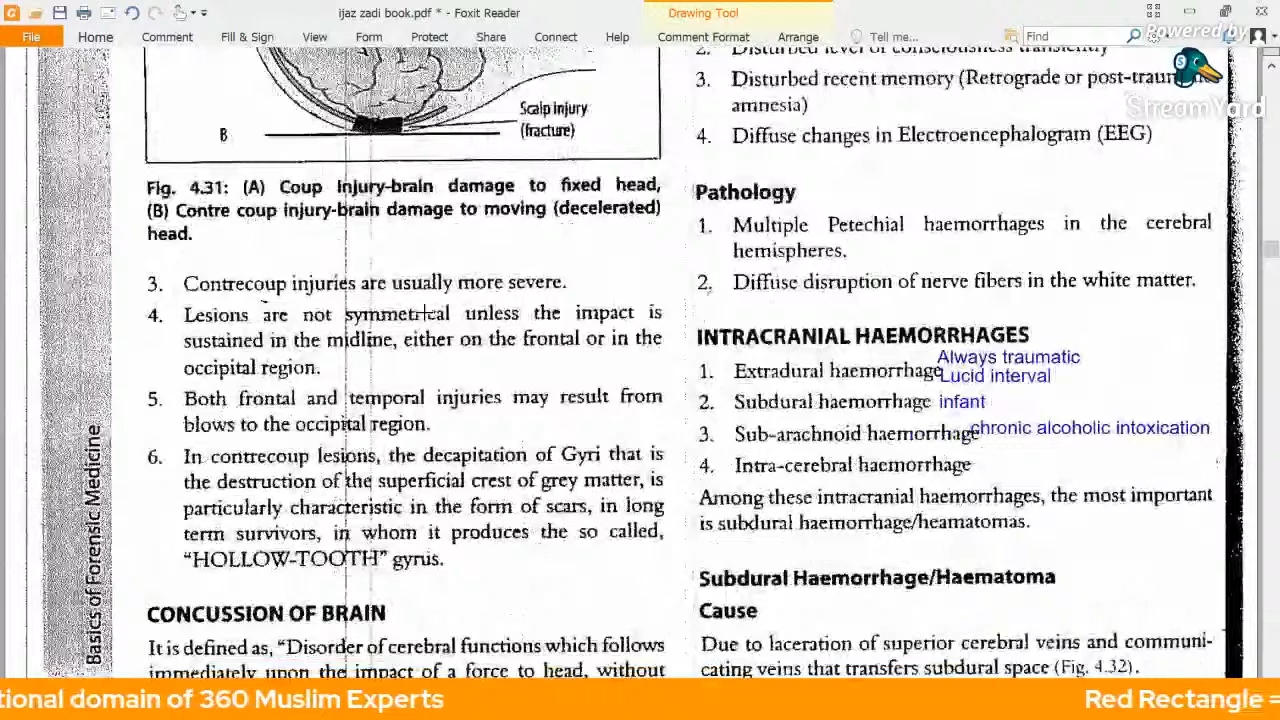 ijaz zadi book.pdf * - Foxit Reader
Drawing Tool
File Home Comment Fill & Sign View Form Protect Share Connect Help Comment Format Arrange Tell me... Find
Powered by
StreamYard
Scalp injury
(fracture)
B
Fig. 4.31: (A) Coup injury-brain damage to fixed head,
(B) Contre coup injury-brain damage to moving (decelerated)
head.
3. Contrecoup injuries are usually more severe.
4. Lesions are not symmetrical unless the impact is
sustained in the midline, either on the frontal or in the
occipital region.
5. Both frontal and temporal injuries may result from
blows to the occipital region.
6. In contrecoup lesions, the decapitation of Gyri that is
the destruction of the superficial crest of grey matter, is
particularly characteristic in the form of scars, in long
term survivors, in whom it produces the so called,
"HOLLOW-TOOTH" gyrus.
CONCUSSION OF BRAIN
It is defined as, "Disorder of cerebral functions which follows
immediately upon the impact of a force to head, without
Basics of Forensic Medicine
2. Disturbed level of consciousness transiently
3. Disturbed recent memory (Retrograde or
amnesia)
4. Diffuse changes in Electroencephalogram (EEG)
Pathology
1. Multiple Petechial haemorrhages in the cerebral
hemispheres.
2. Diffuse disruption of nerve fibers in the white matter.
INTRACRANIAL HAEMORRHAGES
Always traumatic
1. Extradural haemorrhage Lucid interval
2. Subdural haemorrhage infant
3. Sub-arachnoid haemorrhage chronic alcoholic intoxication
4. Intra-cerebral haemorrhage
Among these intracranial haemorrhages, the most important
is subdural haemorrhage/heamatomas.
Subdural Haemorrhage/Haematoma
Cause
Due to laceration of superior cerebral veins and communi-
cating veins that transfers subdural space (Fig. 4.32).
tional domain of 360 Muslim Experts
Red Rectangle =